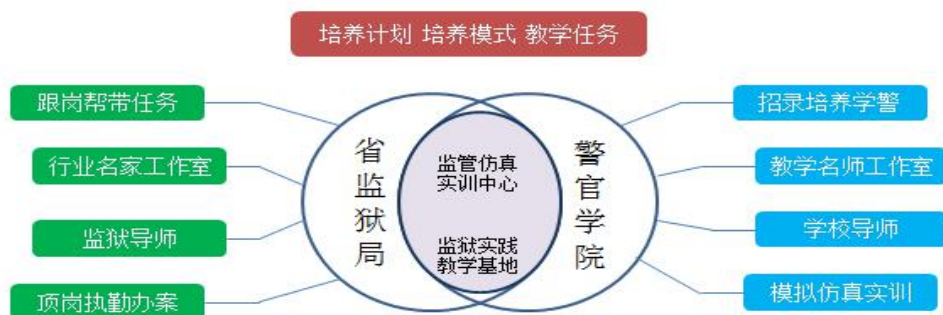 培养计划 培养模式 教学任务
跟岗帮带任务
行业名家工作室
监狱导师
顶岗执勤办案
省监狱局
监管仿真
实训中心
监狱实践
教学基地
警官学院
招录培养学警
教学名师工作室
学校导师
模拟仿真实训